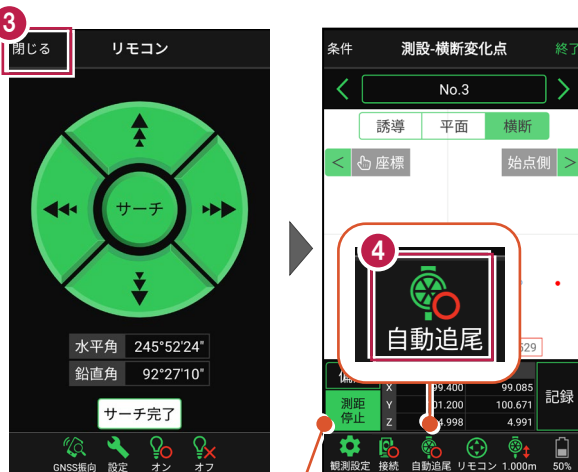 3
閉じる
リモコン
サーチ
水平角 245°52'24"
鉛直角 92°27'10"
サーチ完了
GNSS振向 設定 オン オフ
条件 測設-横断変化点 終了
No.3
誘導 平面 横断
< 座標 始点側 >
4
自動追尾
529
X 99.400 99.085
測距停止 Y 01.200 100.671 記録
Z 4.998 4.991
観測設定 接続 自動追尾 リモコン 1.000m 50%